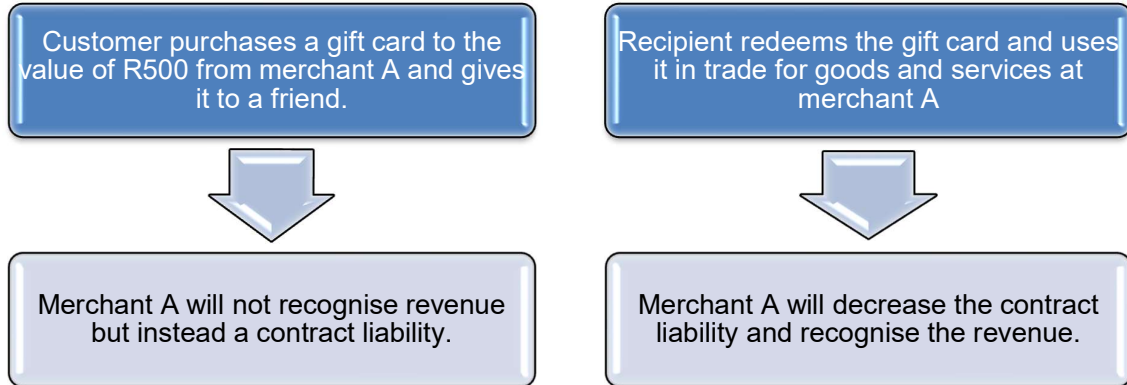 Customer purchases a gift card to the
value of R500 from merchant A and gives
it to a friend.
Recipient redeems the gift card and uses
it in trade for goods and services at
merchant A
Merchant A will not recognise revenue
but instead a contract liability.
Merchant A will decrease the contract
liability and recognise the revenue.